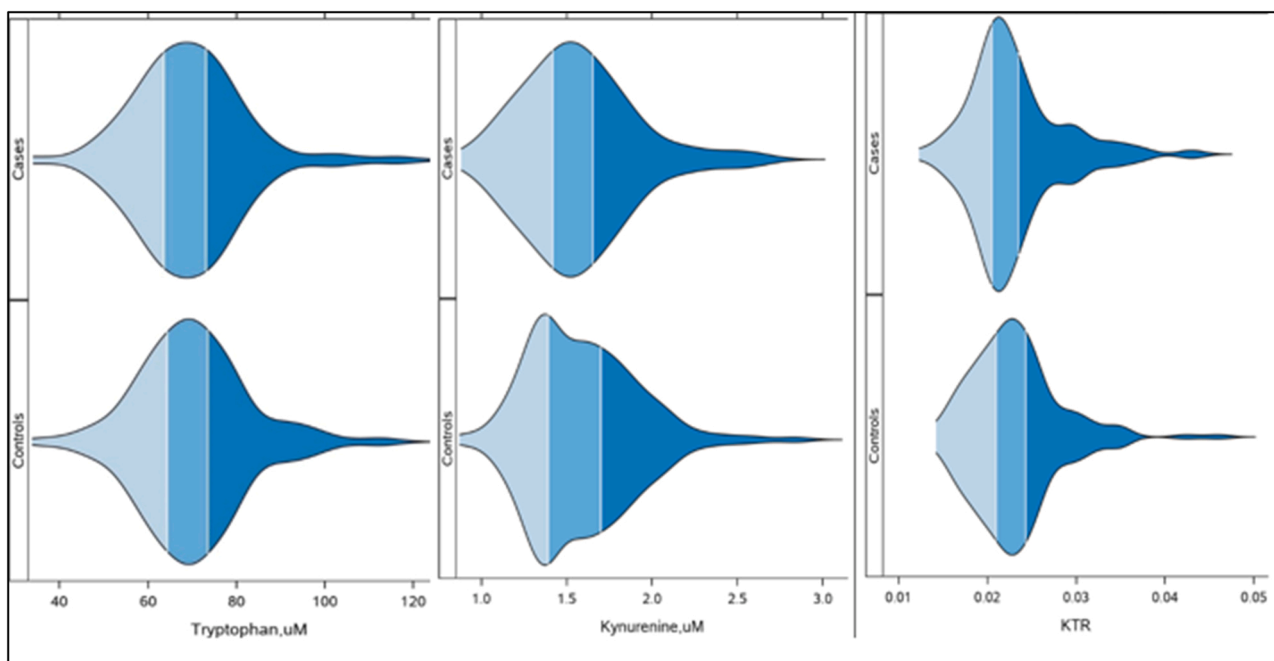 Cases
Controls
40 60 80 100 120
Tryptophan,uM
Cases
Controls
1.0 1.5 2.0 2.5 3.0
Kynurenine,uM
Cases
Controls
0.01 0.02 0.03 0.04 0.05
KTR